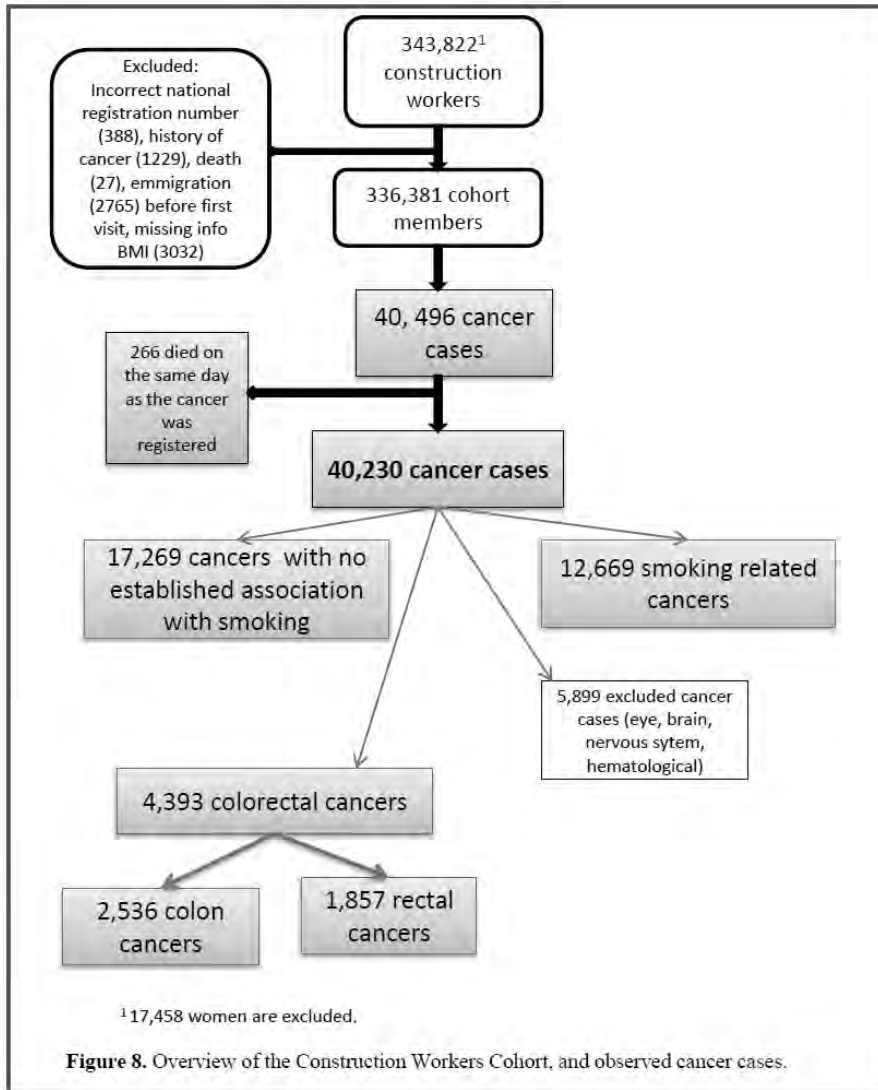 343,822¹
construction
workers
Excluded:
Incorrect national
registration number
(388), history of
cancer (1229), death
(27), emmigration
(2765) before first
visit, missing info
BMI (3032)
336,381 cohort
members
40, 496 cancer
cases
266 died on
the same day
as the cancer
was
registered
40,230 cancer cases
17,269 cancers with no
established association
with smoking
12,669 smoking related
cancers
5,899 excluded cancer
cases (eye, brain,
nervous sytem,
hematological)
4,393 colorectal cancers
2,536 colon
cancers
1,857 rectal
cancers
¹ 17,458 women are excluded.
Figure 8. Overview of the Construction Workers Cohort, and observed cancer cases.